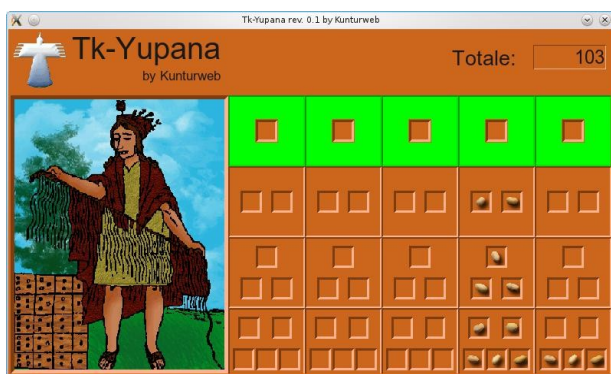 Tk-Yupana rev. 0.1 by Kunturweb
Tk-Yupana
by Kunturweb
Totale: 103